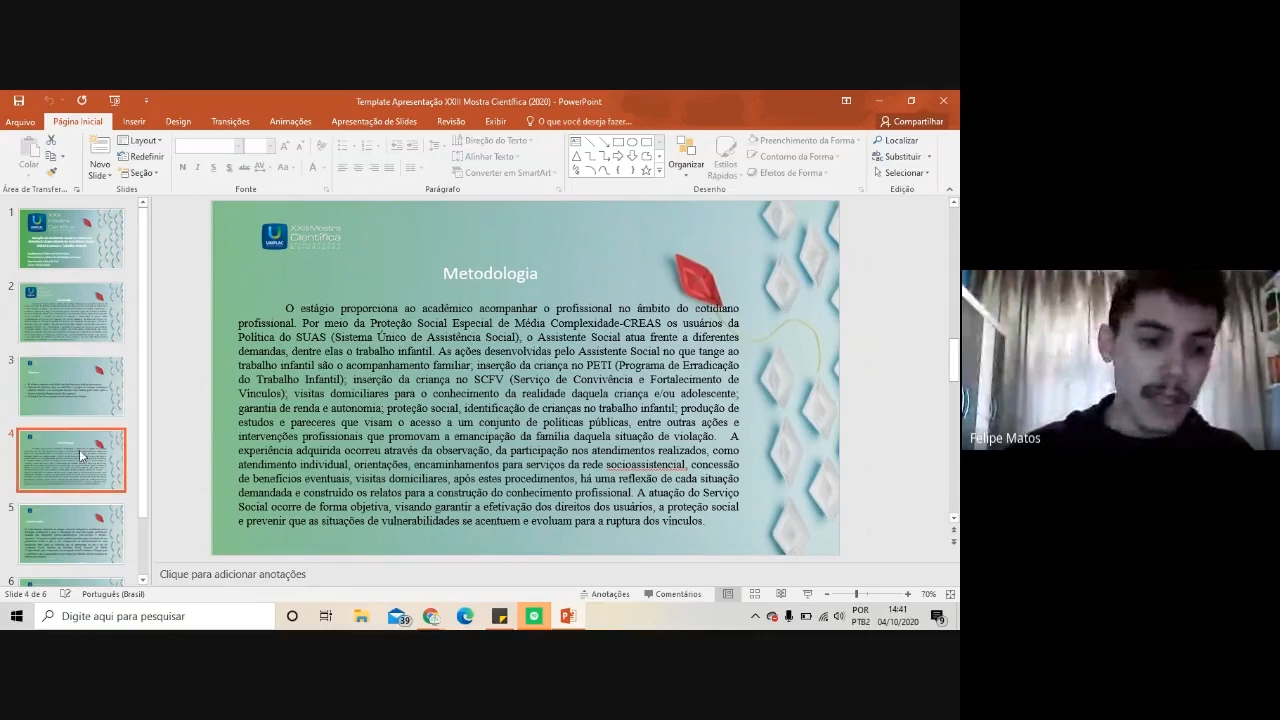 Template Apresentação XXIII Mostra Científica (2020) - PowerPoint
Arquivo Página Inicial Inserir Design Transições Animações Apresentação de Slides Revisão Exibir O que você deseja fazer... Compartilhar
Colar
Novo
Slide
Layout
Redefinir
Seção
N I S abc AV Aa A
Direção do Texto
Alinhar Texto
Converter em SmartArt
Organizar
Estilos
Rápidos
Preenchimento da Forma
Contorno da Forma
Efeitos de Forma
Localizar
Substituir
Selecionar
Área de Transfer... Slides Fonte Parágrafo Desenho Edição
1
2
3
4
5
6
UNIPLAC
XXIII Mostra
Científica
Metodologia
O estágio proporciona ao acadêmico acompanhar o profissional no âmbito do cotidiano
profissional. Por meio da Proteção Social Especial da Média Complexidade-CREAS os usuários da
Política do SUAS (Sistema Único de Assistência Social), o Assistente Social atua frente a diferentes
demandas, dentre elas o trabalho infantil. As ações desenvolvidas pelo Assistente Social no que tange ao
trabalho infantil são o acompanhamento familiar; inserção da criança no PETI (Programa de Erradicação
do Trabalho Infantil); inserção da criança no SCFV (Serviço de Convivência e Fortalecimento de
Vínculos); visitas domiciliares para o conhecimento da realidade daquela criança e/ou adolescente;
garantia de renda e autonomia; proteção social, identificação de crianças no trabalho infantil; produção de
estudos e pareceres que visam o acesso a um conjunto de políticas públicas, entre outras ações e
intervenções profissionais que promovam a emancipação da família daquela situação de violação. A
experiência adquirida ocorreu através da observação, da participação nos atendimentos realizados, como
atendimento individual, orientações, encaminhamentos para serviços da rede socioassistencial, concessão
de benefícios eventuais, visitas domiciliares, após estes procedimentos, há uma reflexão de cada situação
demandada e construído os relatos para a construção do conhecimento profissional. A atuação do Serviço
Social ocorre de forma objetiva, visando garantir a efetivação dos direitos dos usuários, a proteção social
e prevenir que as situações de vulnerabilidades acentuem e evoluam para a ruptura dos vínculos.
Felipe Matos
Clique para adicionar anotações
Slide 4 de 6 Português (Brasil) Anotações Comentários 70%
Digite aqui para pesquisar 39 POR 14:41
PTB2 04/10/2020 9